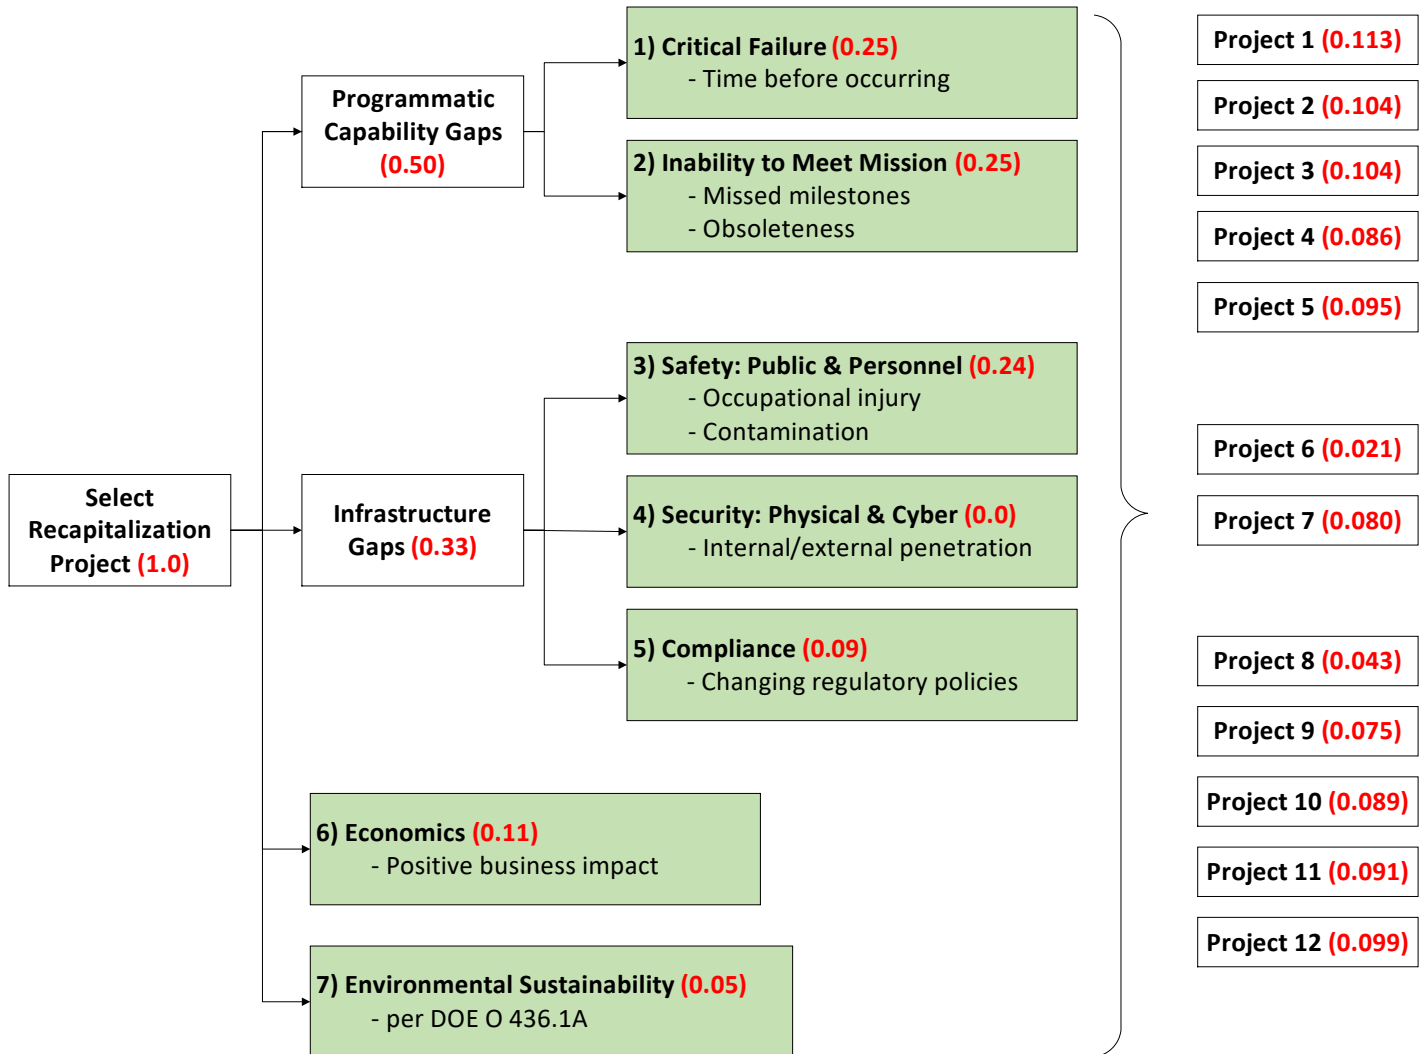 Select
Recapitalization
Project (1.0)
Programmatic
Capability Gaps
(0.50)
Infrastructure
Gaps (0.33)
1) Critical Failure (0.25)
- Time before occurring
2) Inability to Meet Mission (0.25)
- Missed milestones
- Obsoleteness
3) Safety: Public & Personnel (0.24)
- Occupational injury
- Contamination
4) Security: Physical & Cyber (0.0)
- Internal/external penetration
5) Compliance (0.09)
- Changing regulatory policies
6) Economics (0.11)
- Positive business impact
7) Environmental Sustainability (0.05)
- per DOE O 436.1A
Project 1 (0.113)
Project 2 (0.104)
Project 3 (0.104)
Project 4 (0.086)
Project 5 (0.095)
Project 6 (0.021)
Project 7 (0.080)
Project 8 (0.043)
Project 9 (0.075)
Project 10 (0.089)
Project 11 (0.091)
Project 12 (0.099)